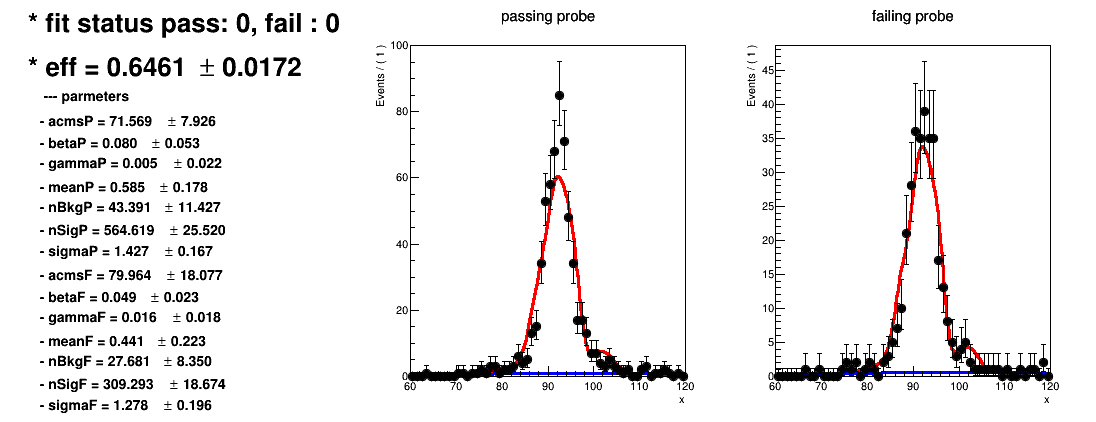 * fit status pass: 0, fail : 0
* eff = 0.6461 ± 0.0172
--- parmeters
- acmsP = 71.569 ± 7.926
- betaP = 0.080 ± 0.053
- gammaP = 0.005 ± 0.022
- meanP = 0.585 ± 0.178
- nBkgP = 43.391 ± 11.427
- nSigP = 564.619 ± 25.520
- sigmaP = 1.427 ± 0.167
- acmsF = 79.964 ± 18.077
- betaF = 0.049 ± 0.023
- gammaF = 0.016 ± 0.018
- meanF = 0.441 ± 0.223
- nBkgF = 27.681 ± 8.350
- nSigF = 309.293 ± 18.674
- sigmaF = 1.278 ± 0.196
passing probe
Events / ( 1 )
100
80
60
40
20
0
60 70 80 90 100 110 120
x
failing probe
Events / ( 1 )
45
40
35
30
25
20
15
10
5
0
60 70 80 90 100 110 120
x